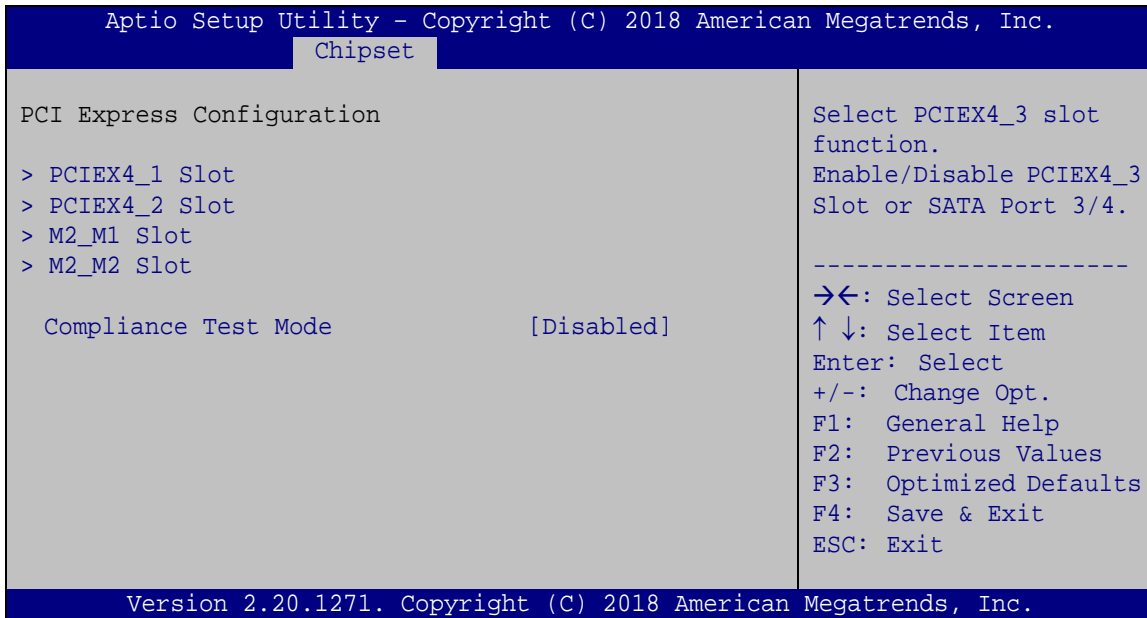 Aptio Setup Utility – Copyright (C) 2018 American Megatrends, Inc.
Chipset
PCI Express Configuration
> PCIEX4_1 Slot
> PCIEX4_2 Slot
> M2_M1 Slot
> M2_M2 Slot
Compliance Test Mode [Disabled]
Select PCIEX4_3 slot
function.
Enable/Disable PCIEX4_3
Slot or SATA Port 3/4.
----------------------
→←: Select Screen
↑ ↓: Select Item
Enter: Select
+/-: Change Opt.
F1: General Help
F2: Previous Values
F3: Optimized Defaults
F4: Save & Exit
ESC: Exit
Version 2.20.1271. Copyright (C) 2018 American Megatrends, Inc.